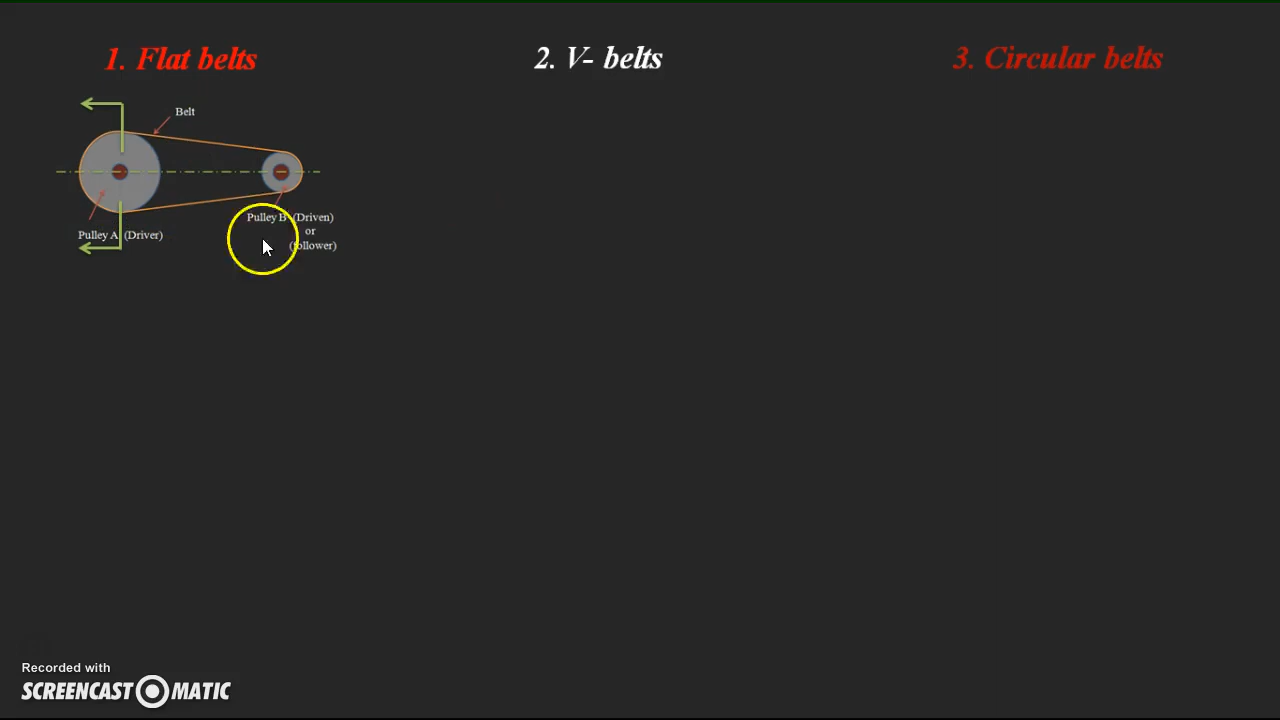 1. Flat belts
2. V- belts
3. Circular belts
Belt
Pulley B (Driven)
or
(follower)
Pulley A (Driver)
Recorded with
SCREENCAST MATIC